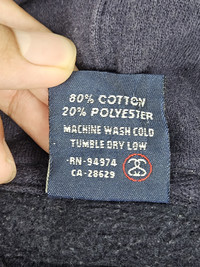 80% COTTON
20% POLYESTER
MACHINE WASH COLD
TUMBLE DRY LOW
-RN-94974
CA-28629